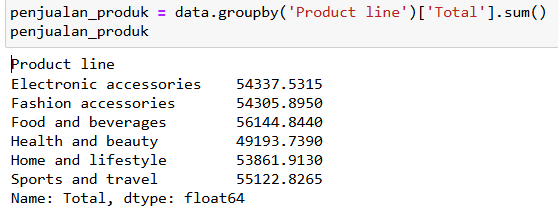 penjualan_produk = data.groupby('Product line')['Total'].sum()
penjualan_produk
Product line
Electronic accessories    54337.5315
Fashion accessories       54305.8950
Food and beverages        56144.8440
Health and beauty         49193.7390
Home and lifestyle        53861.9130
Sports and travel         55122.8265
Name: Total, dtype: float64